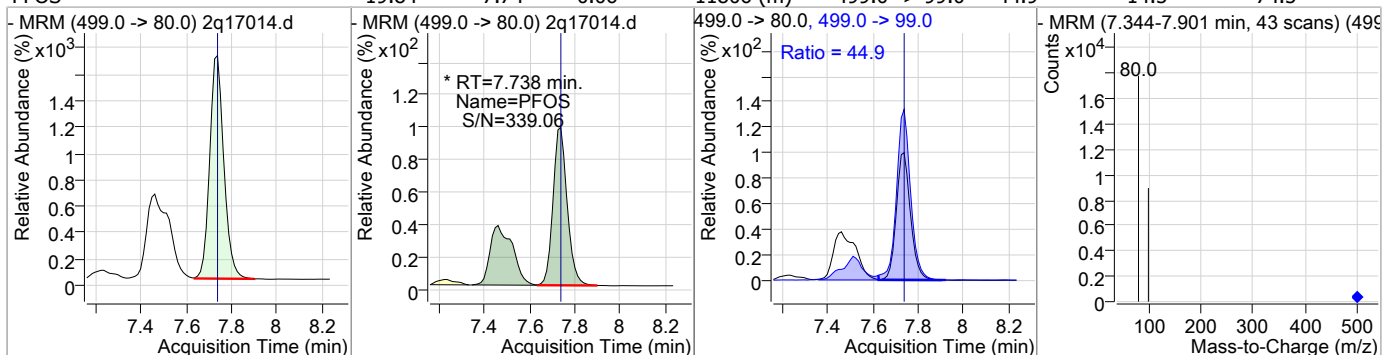 - MRM (499.0 -> 80.0) 2q17014.d
x10³
1.4
1.2
1
0.8
0.6
0.4
0.2
0
Relative Abundance (%)
7.4 7.6 7.8 8 8.2
Acquisition Time (min)
- MRM (499.0 -> 80.0) 2q17014.d
x10²
* RT=7.738 min.
Name=PFOS
S/N=339.06
1.2
1
0.8
0.6
0.4
0.2
0
Relative Abundance (%)
7.4 7.6 7.8 8 8.2
Acquisition Time (min)
499.0 -> 80.0, 499.0 -> 99.0
x10²
Ratio = 44.9
1.4
1.2
1
0.8
0.6
0.4
0.2
0
Relative Abundance (%)
7.4 7.6 7.8 8 8.2
Acquisition Time (min)
- MRM (7.344-7.901 min, 43 scans) (499
x10⁴
80.0
1.6
1.4
1.2
1
0.8
0.6
0.4
0.2
0
Counts
100 200 300 400 500
Mass-to-Charge (m/z)